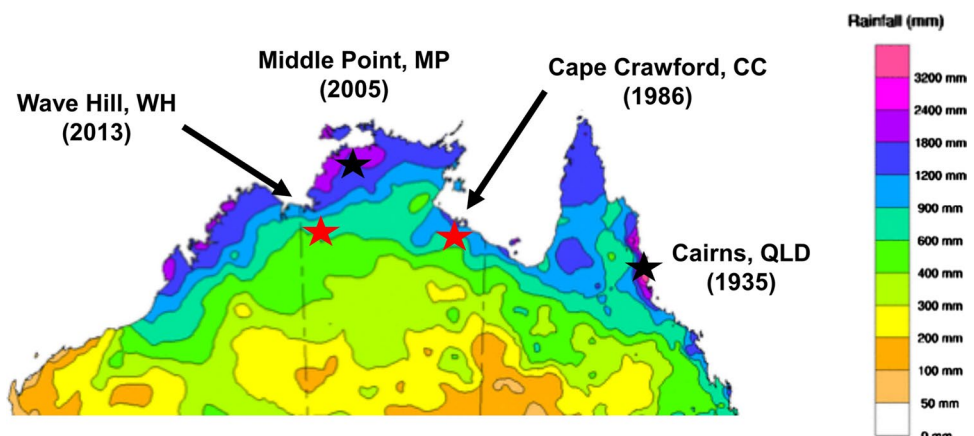 Rainfall (mm)
Middle Point, MP
(2005)
Cape Crawford, CC
(1986)
Wave Hill, WH
(2013)
Cairns, QLD
(1935)
3200 mm
2400 mm
1800 mm
1200 mm
900 mm
600 mm
400 mm
300 mm
200 mm
100 mm
50 mm
0 mm